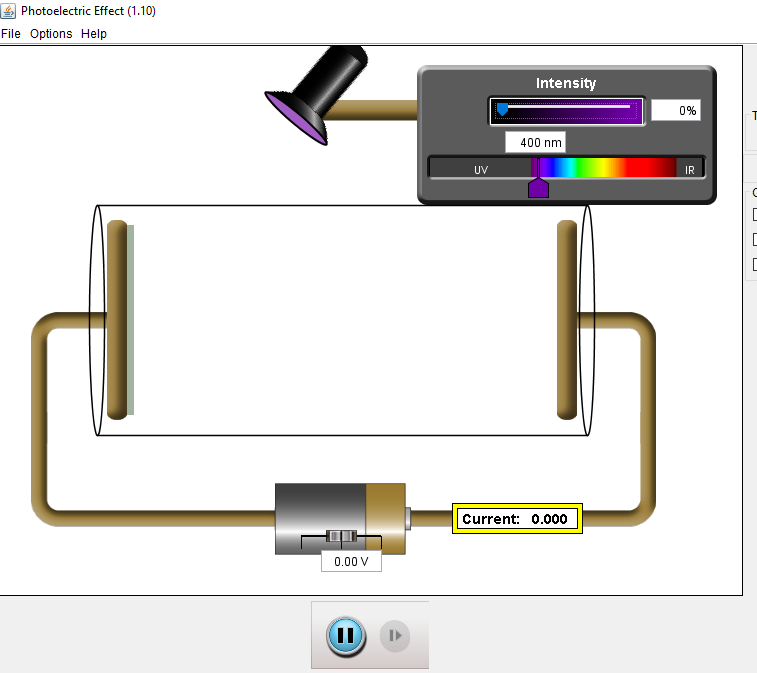 Photoelectric Effect (1.10)
File Options Help
Intensity
0%
400 nm
UV IR
Current: 0.000
0.00 V